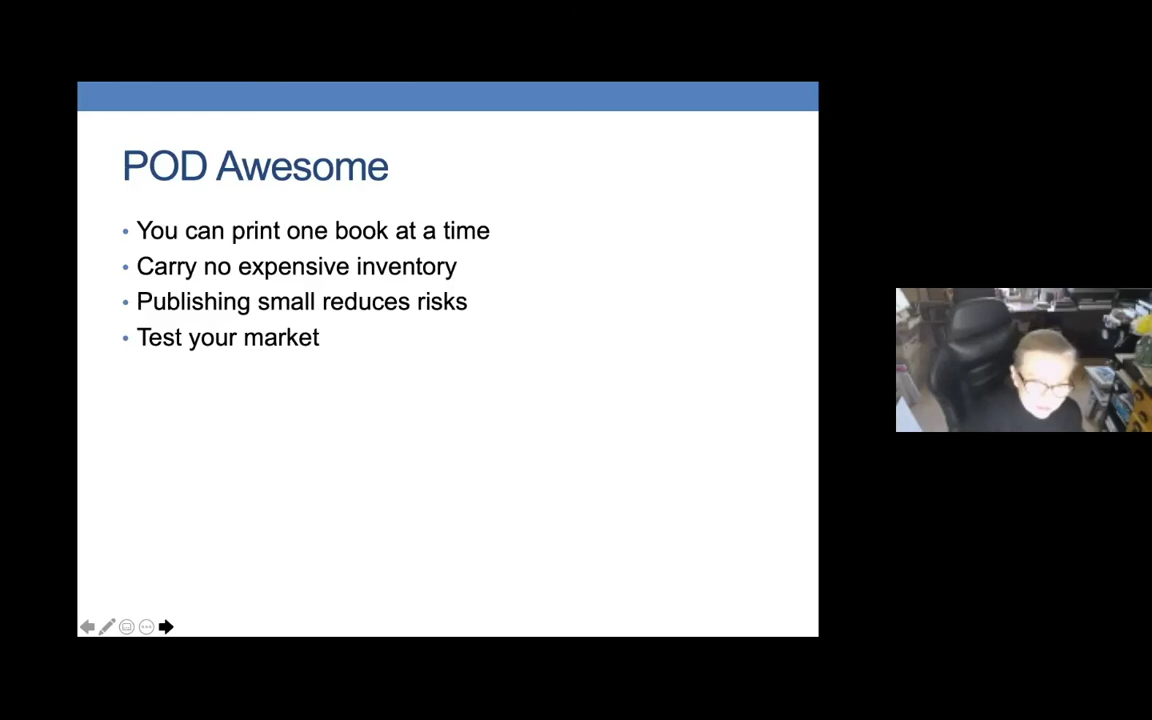 POD Awesome
• You can print one book at a time
• Carry no expensive inventory
• Publishing small reduces risks
• Test your market